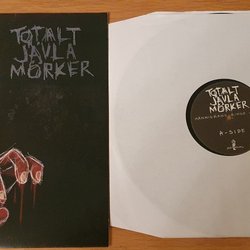 TOTALT
JÄVLA
MÖRKER
TOTALT
JÄVLA
MÖRKER
A-SIDE